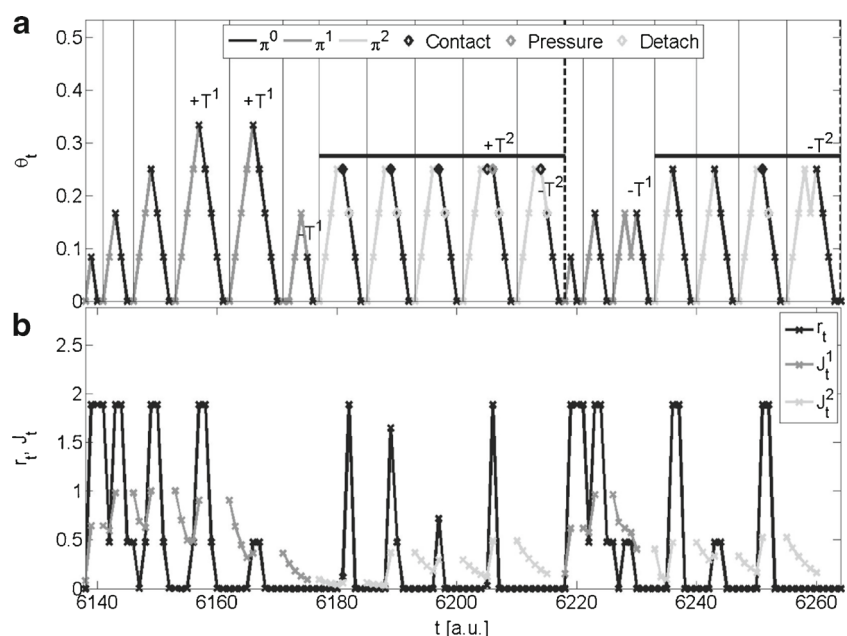 a
π⁰ π¹ π² Contact Pressure Detach
0.5
0.4
0.3
0.2
0.1
0
θt
+T¹ +T¹ -T¹ +T² -T² -T¹ -T²
b
rt
Jt¹
Jt²
2.5
2
1.5
1
0.5
0
rt, Jt
6140 6160 6180 6200 6220 6240 6260
t [a.u.]